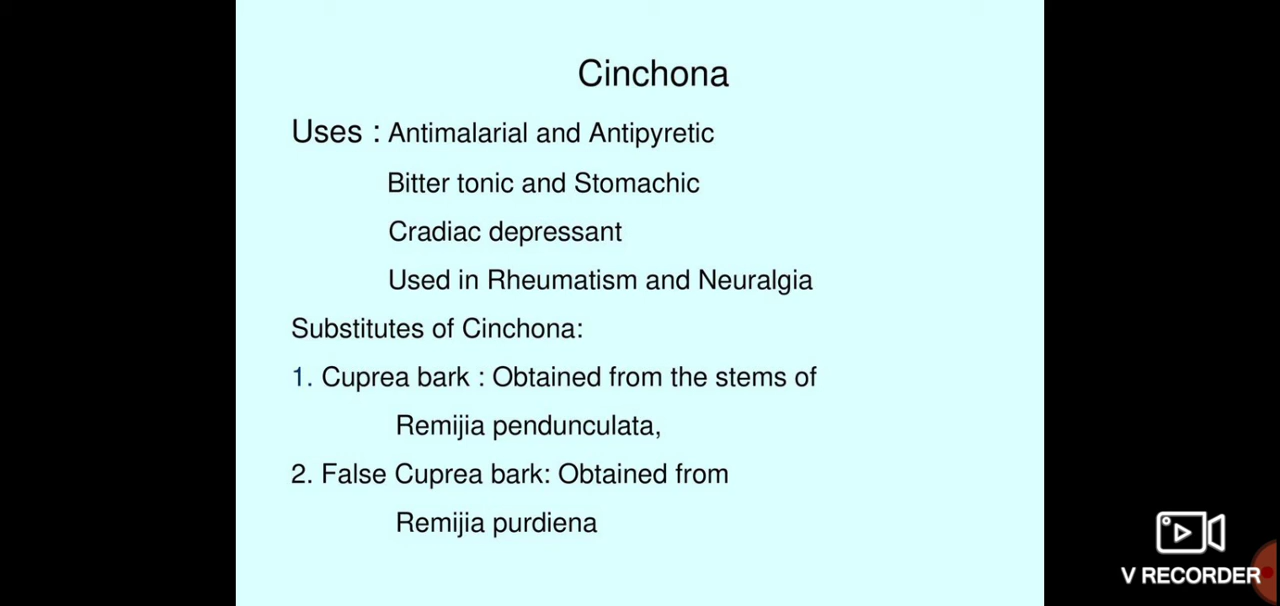 Cinchona
Uses : Antimalarial and Antipyretic
Bitter tonic and Stomachic
Cradiac depressant
Used in Rheumatism and Neuralgia
Substitutes of Cinchona:
1. Cuprea bark : Obtained from the stems of
Remijia pendunculata,
2. False Cuprea bark: Obtained from
Remijia purdiena
V RECORDER